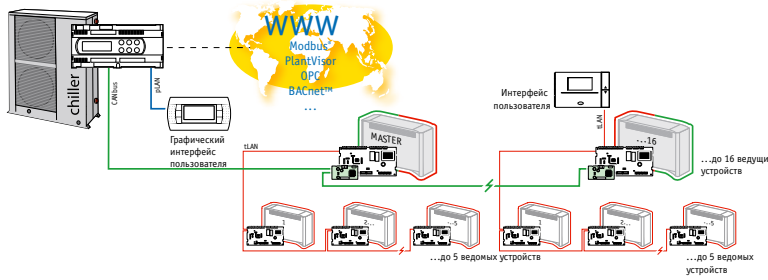 WWW
Modbus®
PlantVisor
OPC
BACnet™
...
chiller
CANbus
pLAN
Графический
интерфейс
пользователя
Интерфейс
пользователя
tLAN
tLAN
MASTER
...16
...до 16 ведущи
устройств
1
2...
...5
...до 5 ведомых устройств
1
2...
...5
...до 5 ведомых
устройств